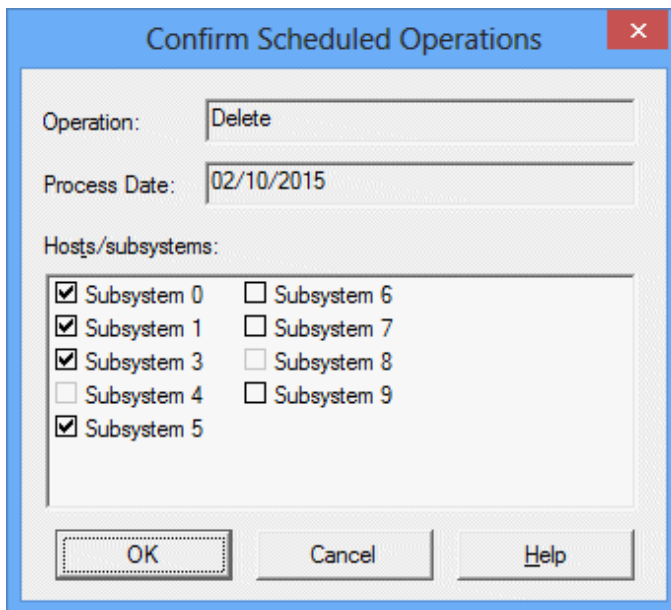 Confirm Scheduled Operations
Operation: Delete
Process Date: 02/10/2015
Hosts/subsystems:
Subsystem 0 Subsystem 6
Subsystem 1 Subsystem 7
Subsystem 3 Subsystem 8
Subsystem 4 Subsystem 9
Subsystem 5
OK Cancel Help